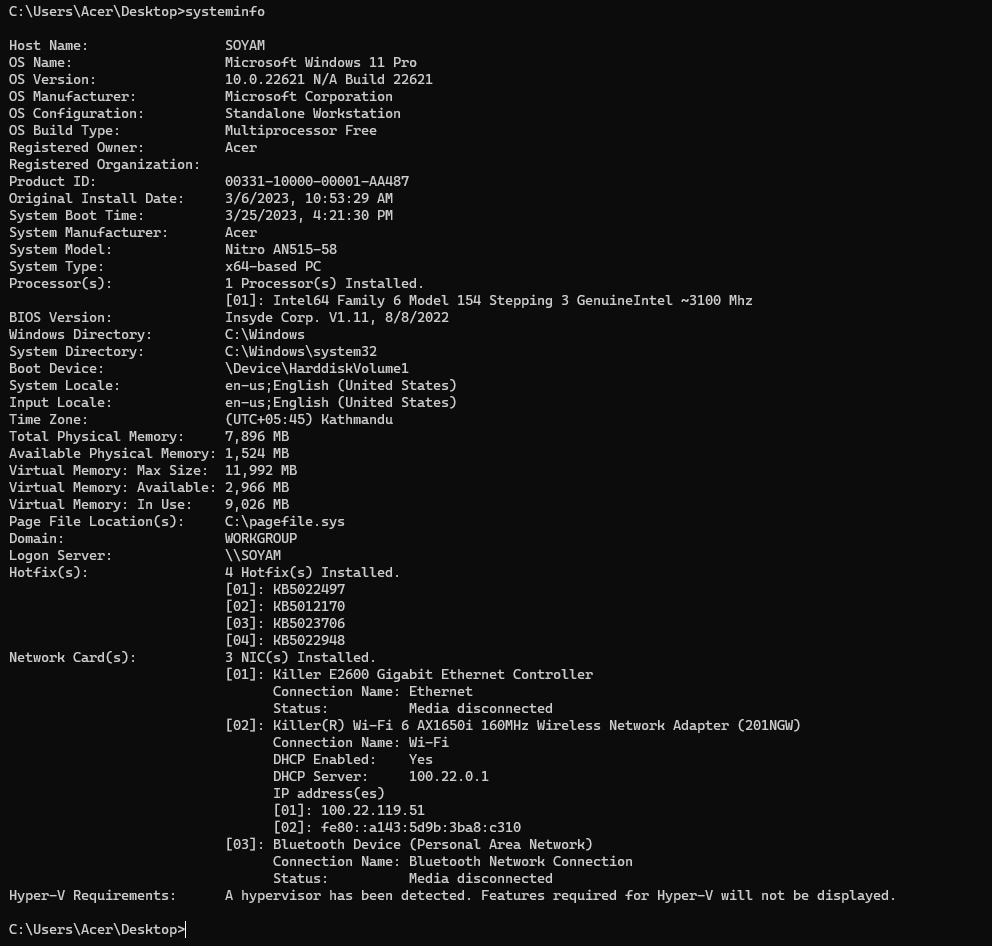 C:\Users\Acer\Desktop>systeminfo
Host Name: SOYAM
OS Name: Microsoft Windows 11 Pro
OS Version: 10.0.22621 N/A Build 22621
OS Manufacturer: Microsoft Corporation
OS Configuration: Standalone Workstation
OS Build Type: Multiprocessor Free
Registered Owner: Acer
Registered Organization:
Product ID: 00331-10000-00001-AA487
Original Install Date: 3/6/2023, 10:53:29 AM
System Boot Time: 3/25/2023, 4:21:30 PM
System Manufacturer: Acer
System Model: Nitro AN515-58
System Type: x64-based PC
Processor(s): 1 Processor(s) Installed.
[01]: Intel64 Family 6 Model 154 Stepping 3 GenuineIntel ~3100 Mhz
BIOS Version: Insyde Corp. V1.11, 8/8/2022
Windows Directory: C:\Windows
System Directory: C:\Windows\system32
Boot Device: \Device\HarddiskVolume1
System Locale: en-us;English (United States)
Input Locale: en-us;English (United States)
Time Zone: (UTC+05:45) Kathmandu
Total Physical Memory: 7,896 MB
Available Physical Memory: 1,524 MB
Virtual Memory: Max Size: 11,992 MB
Virtual Memory: Available: 2,966 MB
Virtual Memory: In Use: 9,026 MB
Page File Location(s): C:\pagefile.sys
Domain: WORKGROUP
Logon Server: \\SOYAM
Hotfix(s): 4 Hotfix(s) Installed.
[01]: KB5022497
[02]: KB5012170
[03]: KB5023706
[04]: KB5022948
Network Card(s): 3 NIC(s) Installed.
[01]: Killer E2600 Gigabit Ethernet Controller
Connection Name: Ethernet
Status: Media disconnected
[02]: Killer(R) Wi-Fi 6 AX1650i 160MHz Wireless Network Adapter (201NGW)
Connection Name: Wi-Fi
DHCP Enabled: Yes
DHCP Server: 100.22.0.1
IP address(es)
[01]: 100.22.119.51
[02]: fe80::a143:5d9b:3ba8:c310
[03]: Bluetooth Device (Personal Area Network)
Connection Name: Bluetooth Network Connection
Status: Media disconnected
Hyper-V Requirements: A hypervisor has been detected. Features required for Hyper-V will not be displayed.
C:\Users\Acer\Desktop>